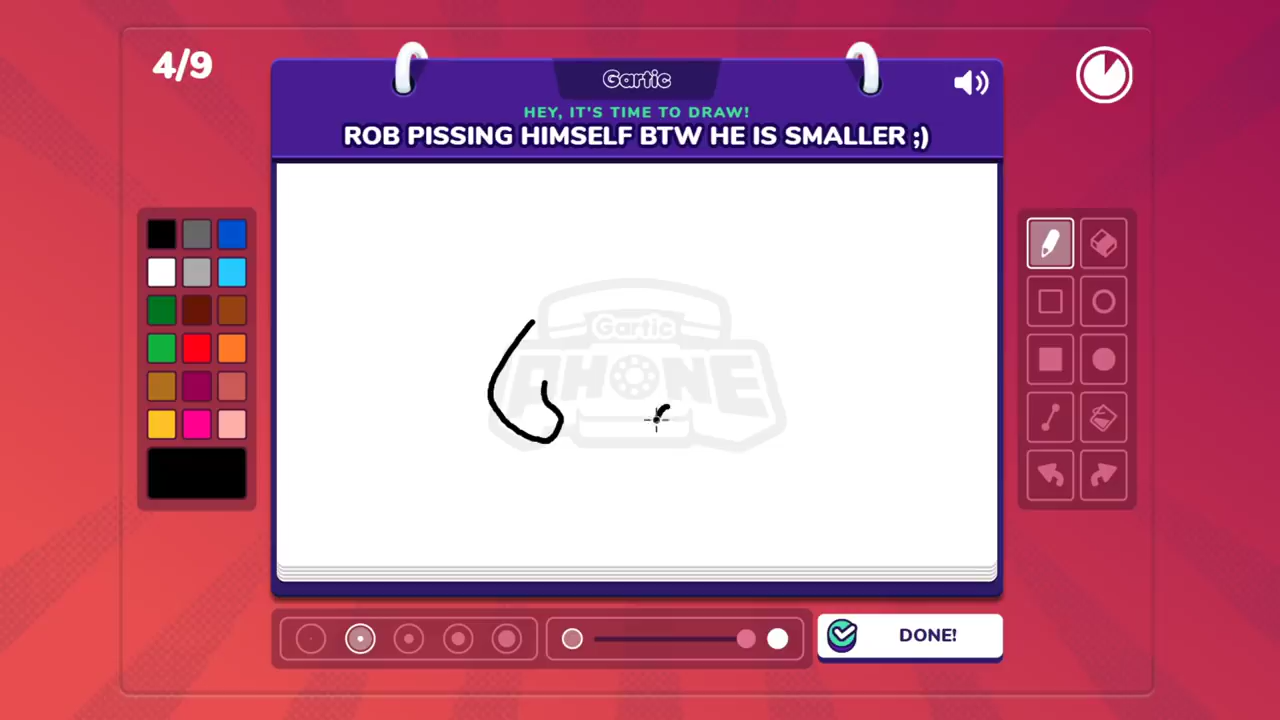 4/9
Gartic
HEY, IT'S TIME TO DRAW!
ROB PISSING HIMSELF BTW HE IS SMALLER ;)
Gartic
PHONE
DONE!